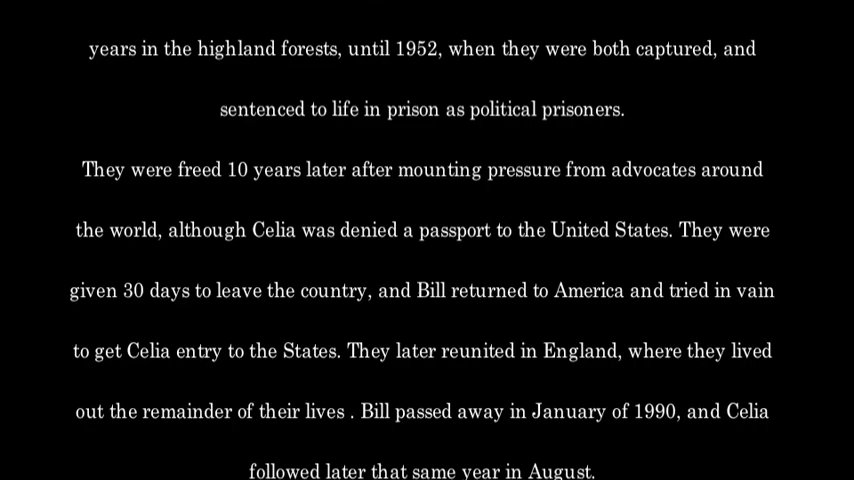 years in the highland forests, until 1952, when they were both captured, and
sentenced to life in prison as political prisoners.
They were freed 10 years later after mounting pressure from advocates around
the world, although Celia was denied a passport to the United States. They were
given 30 days to leave the country, and Bill returned to America and tried in vain
to get Celia entry to the States. They later reunited in England, where they lived
out the remainder of their lives . Bill passed away in January of 1990, and Celia
followed later that same year in August.